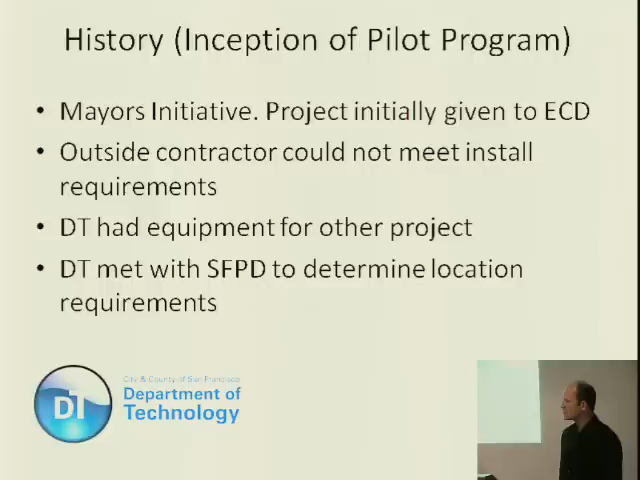 History (Inception of Pilot Program)
• Mayors Initiative. Project initially given to ECD
• Outside contractor could not meet install
requirements
• DT had equipment for other project
• DT met with SFPD to determine location
requirements
City & County of San Francisco
Department of
Technology
DT